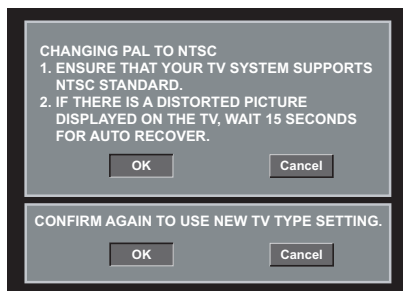 CHANGING PAL TO NTSC
1. ENSURE THAT YOUR TV SYSTEM SUPPORTS
NTSC STANDARD.
2. IF THERE IS A DISTORTED PICTURE
DISPLAYED ON THE TV, WAIT 15 SECONDS
FOR AUTO RECOVER.
OK Cancel
CONFIRM AGAIN TO USE NEW TV TYPE SETTING.
OK Cancel